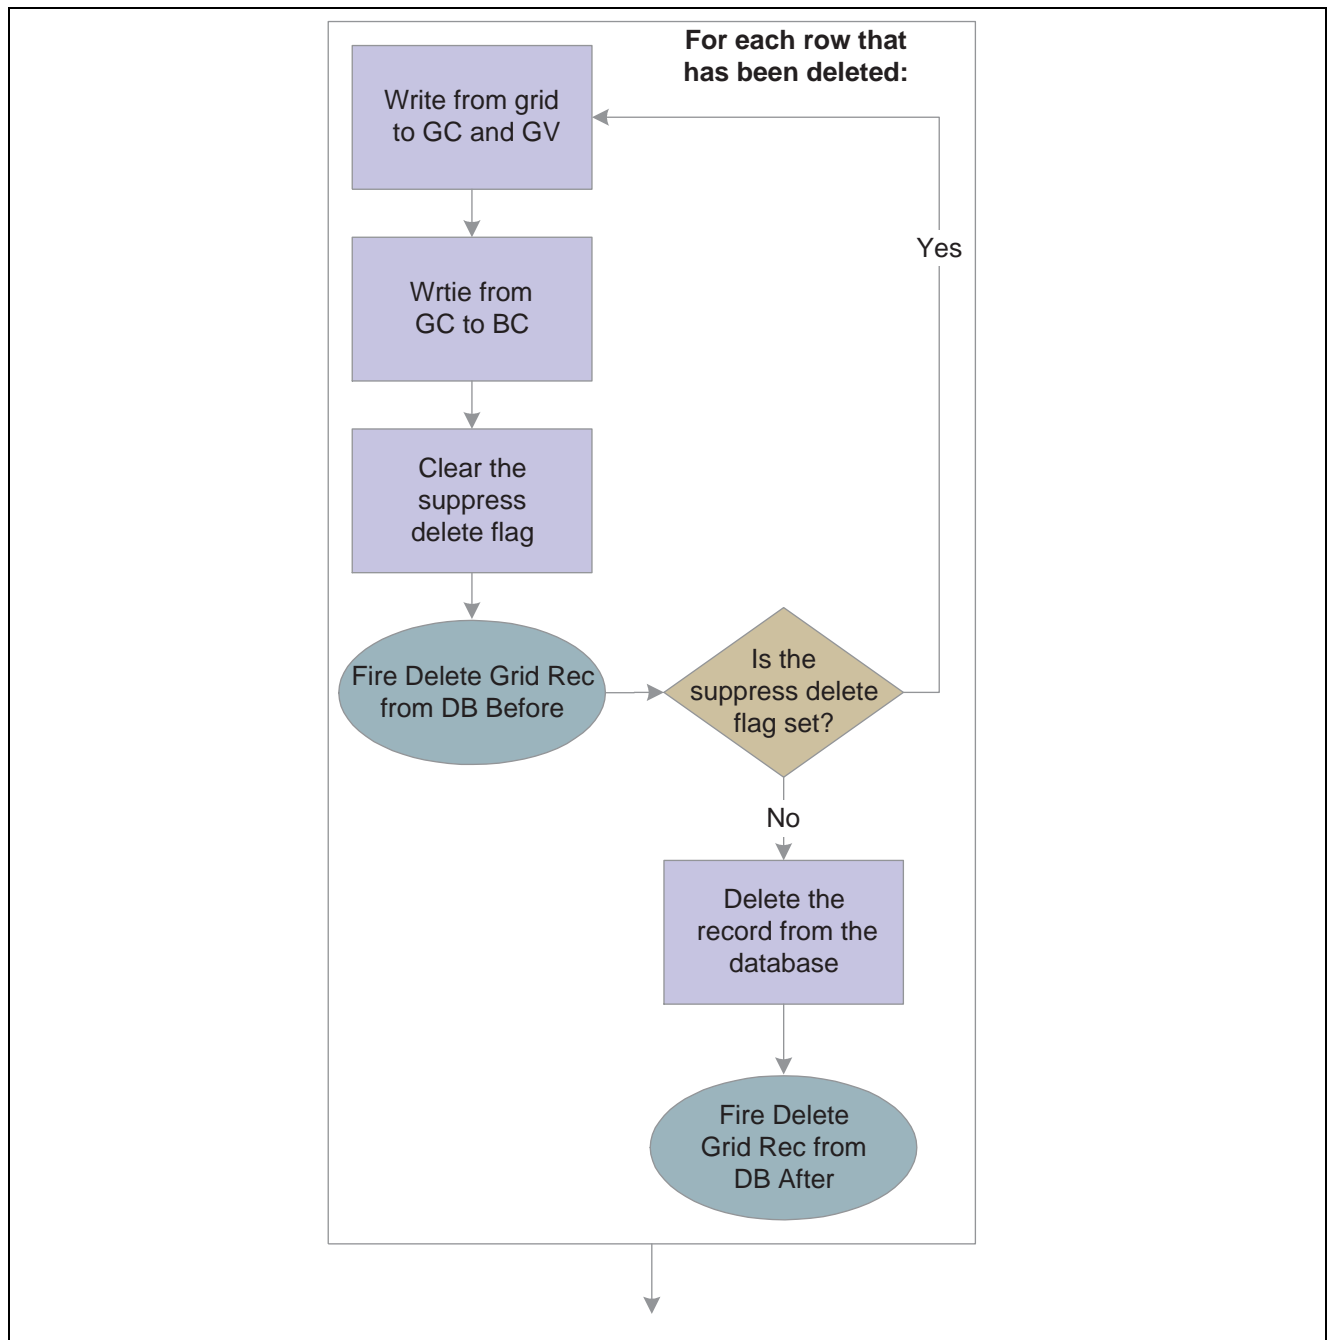 For each row that
has been deleted:
Write from grid
to GC and GV
Wrtie from
GC to BC
Clear the
suppress
delete flag
Fire Delete Grid Rec
from DB Before
Is the
suppress delete
flag set?
Yes
No
Delete the
record from the
database
Fire Delete
Grid Rec from
DB After